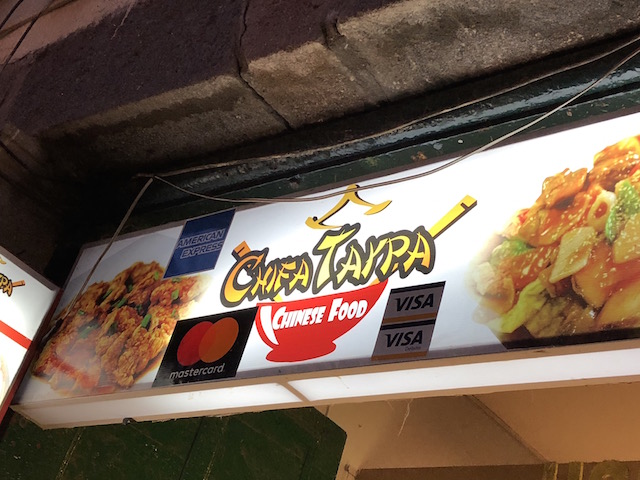 AMERICAN
EXPRESS
CHIFA TAYPA
CHINESE FOOD
VISA
VISA
mastercard